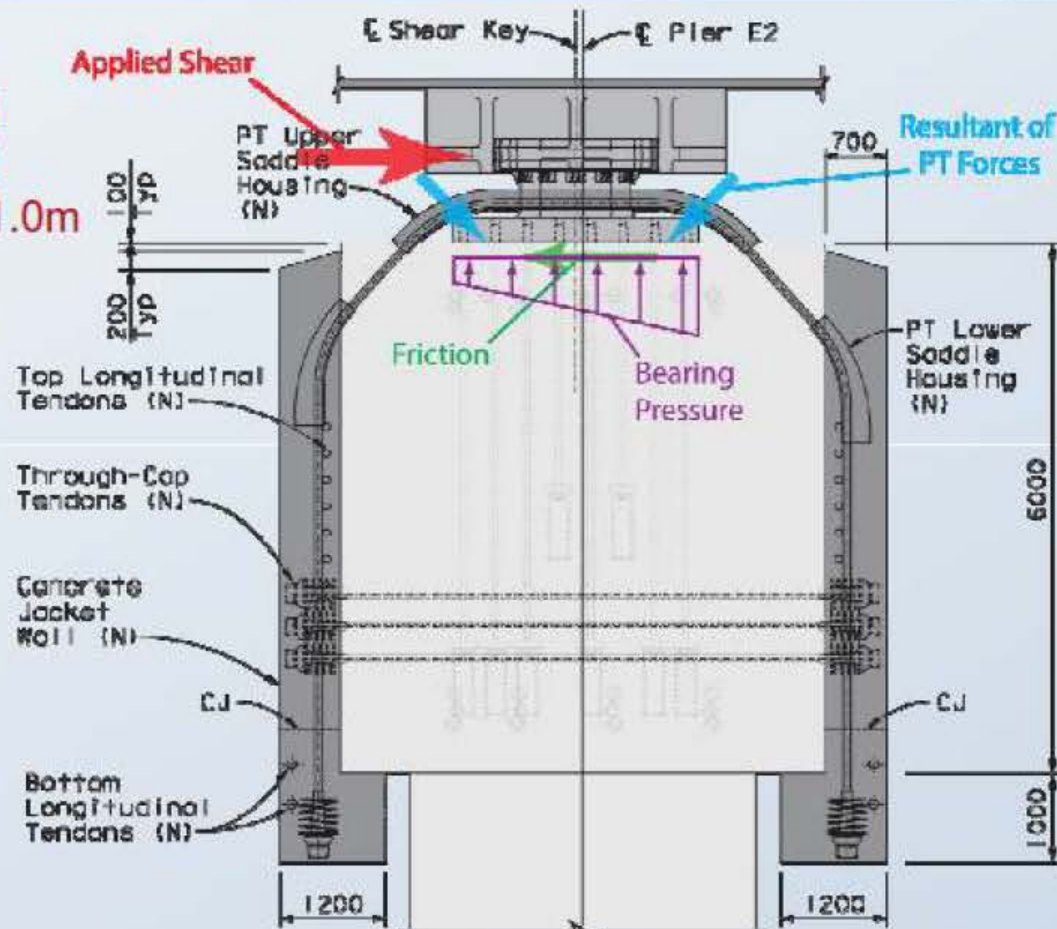 ℄ Shear Key
℄ Pier E2
Applied Shear
PT Upper
Saddle
Housing
(N)
Resultant of
PT Forces
700
100
Typ
1.0m
200
Typ
Friction
Bearing
Pressure
PT Lower
Saddle
Housing
(N)
Top Longitudinal
Tendons (N)
Through-Cap
Tendons (N)
6000
Concrete
Jacket
Wall (N)
CJ
CJ
Bottom
Longitudinal
Tendons (N)
1000
1200
1200